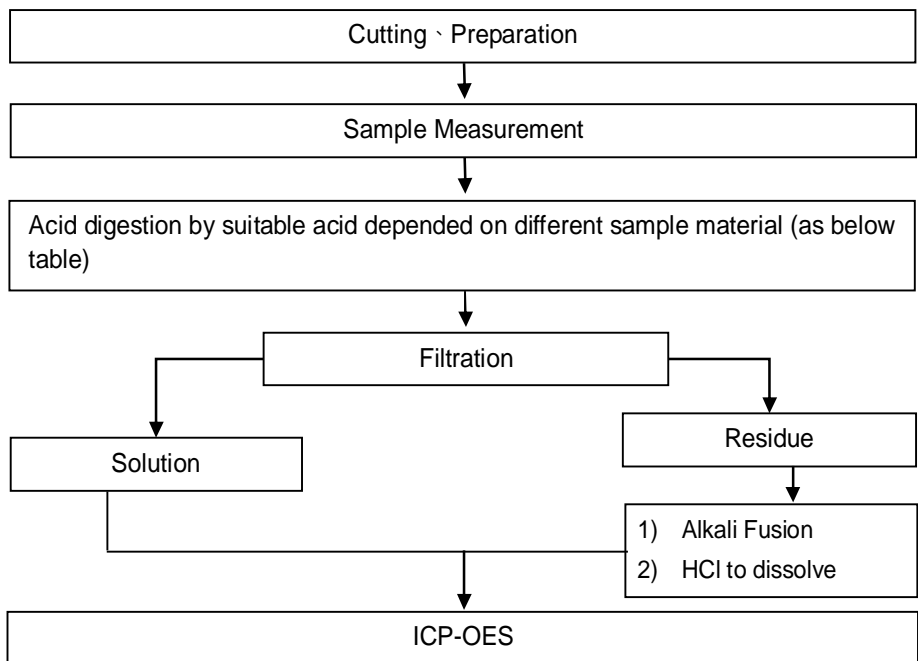 Cutting、Preparation
Sample Measurement
Acid digestion by suitable acid depended on different sample material (as below
table)
Filtration
Solution
Residue
1) Alkali Fusion
2) HCl to dissolve
ICP-OES